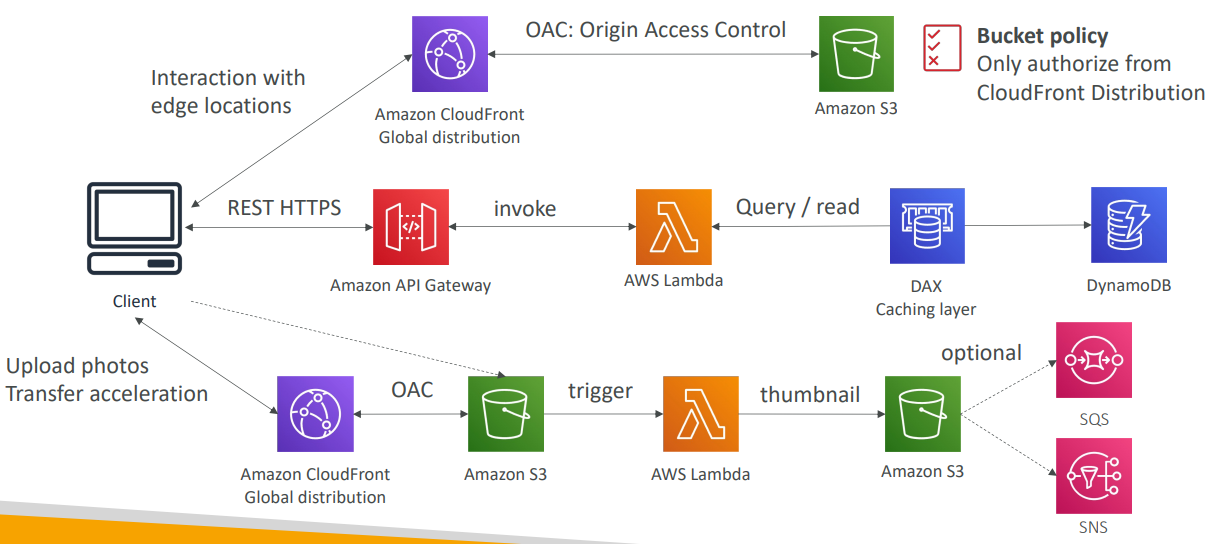 OAC: Origin Access Control
Bucket policy
Only authorize from
CloudFront Distribution
Interaction with
edge locations
Amazon CloudFront
Global distribution
Amazon S3
REST HTTPS
invoke
Query / read
Amazon API Gateway
AWS Lambda
DAX
Caching layer
DynamoDB
Client
Upload photos
Transfer acceleration
OAC
trigger
thumbnail
optional
Amazon CloudFront
Global distribution
Amazon S3
AWS Lambda
Amazon S3
SQS
SNS